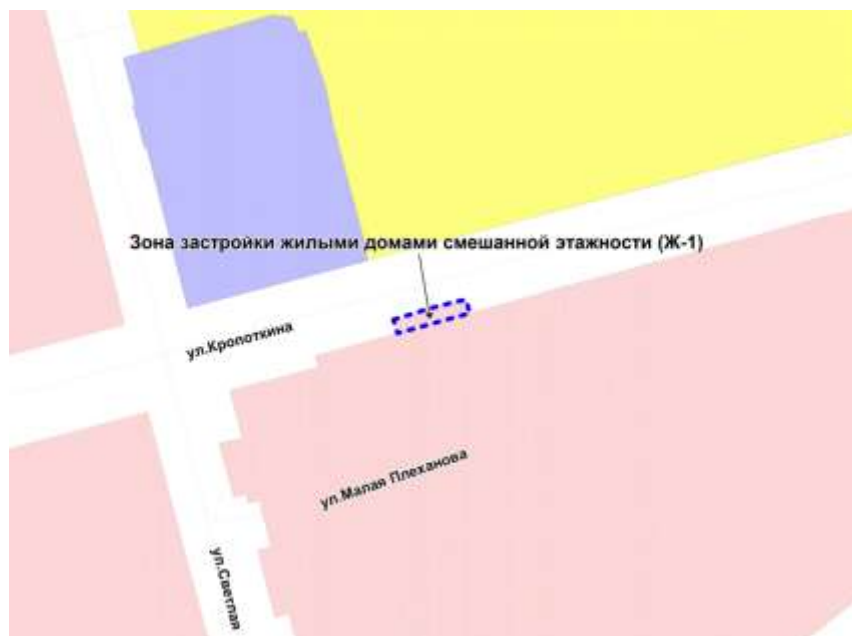 Зона застройки жилыми домами смешанной этажности (Ж-1)
ул.Кропоткина
ул.Малая Плеханова
ул.Светлая